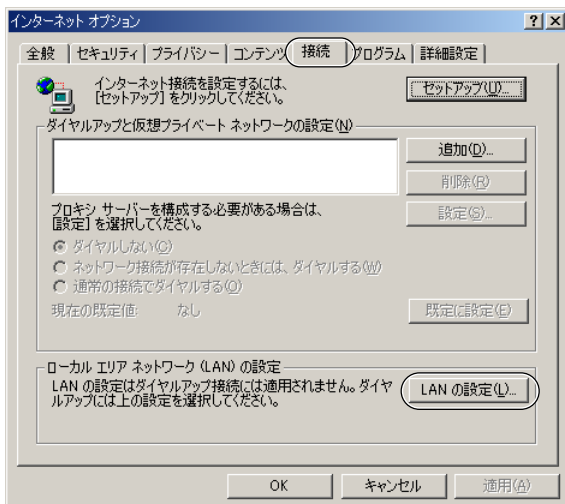 インターネット オプション
全般 セキュリティ プライバシー コンテンツ 接続 プログラム 詳細設定
インターネット接続を設定するには、
[セットアップ] をクリックしてください。
セットアップ(U)...
ダイヤルアップと仮想プライベート ネットワークの設定(N)
追加(D)...
削除(R)
プロキシ サーバーを構成する必要がある場合は、
[設定] を選択してください。
設定(S)...
ダイヤルしない(C)
ネットワーク接続が存在しないときには、ダイヤルする(W)
通常の接続でダイヤルする(O)
現在の既定値: なし
既定に設定(E)
ローカル エリア ネットワーク (LAN) の設定
LAN の設定はダイヤルアップ接続には適用されません。ダイヤ
ルアップには上の設定を選択してください。
LAN の設定(L)...
OK キャンセル 適用(A)